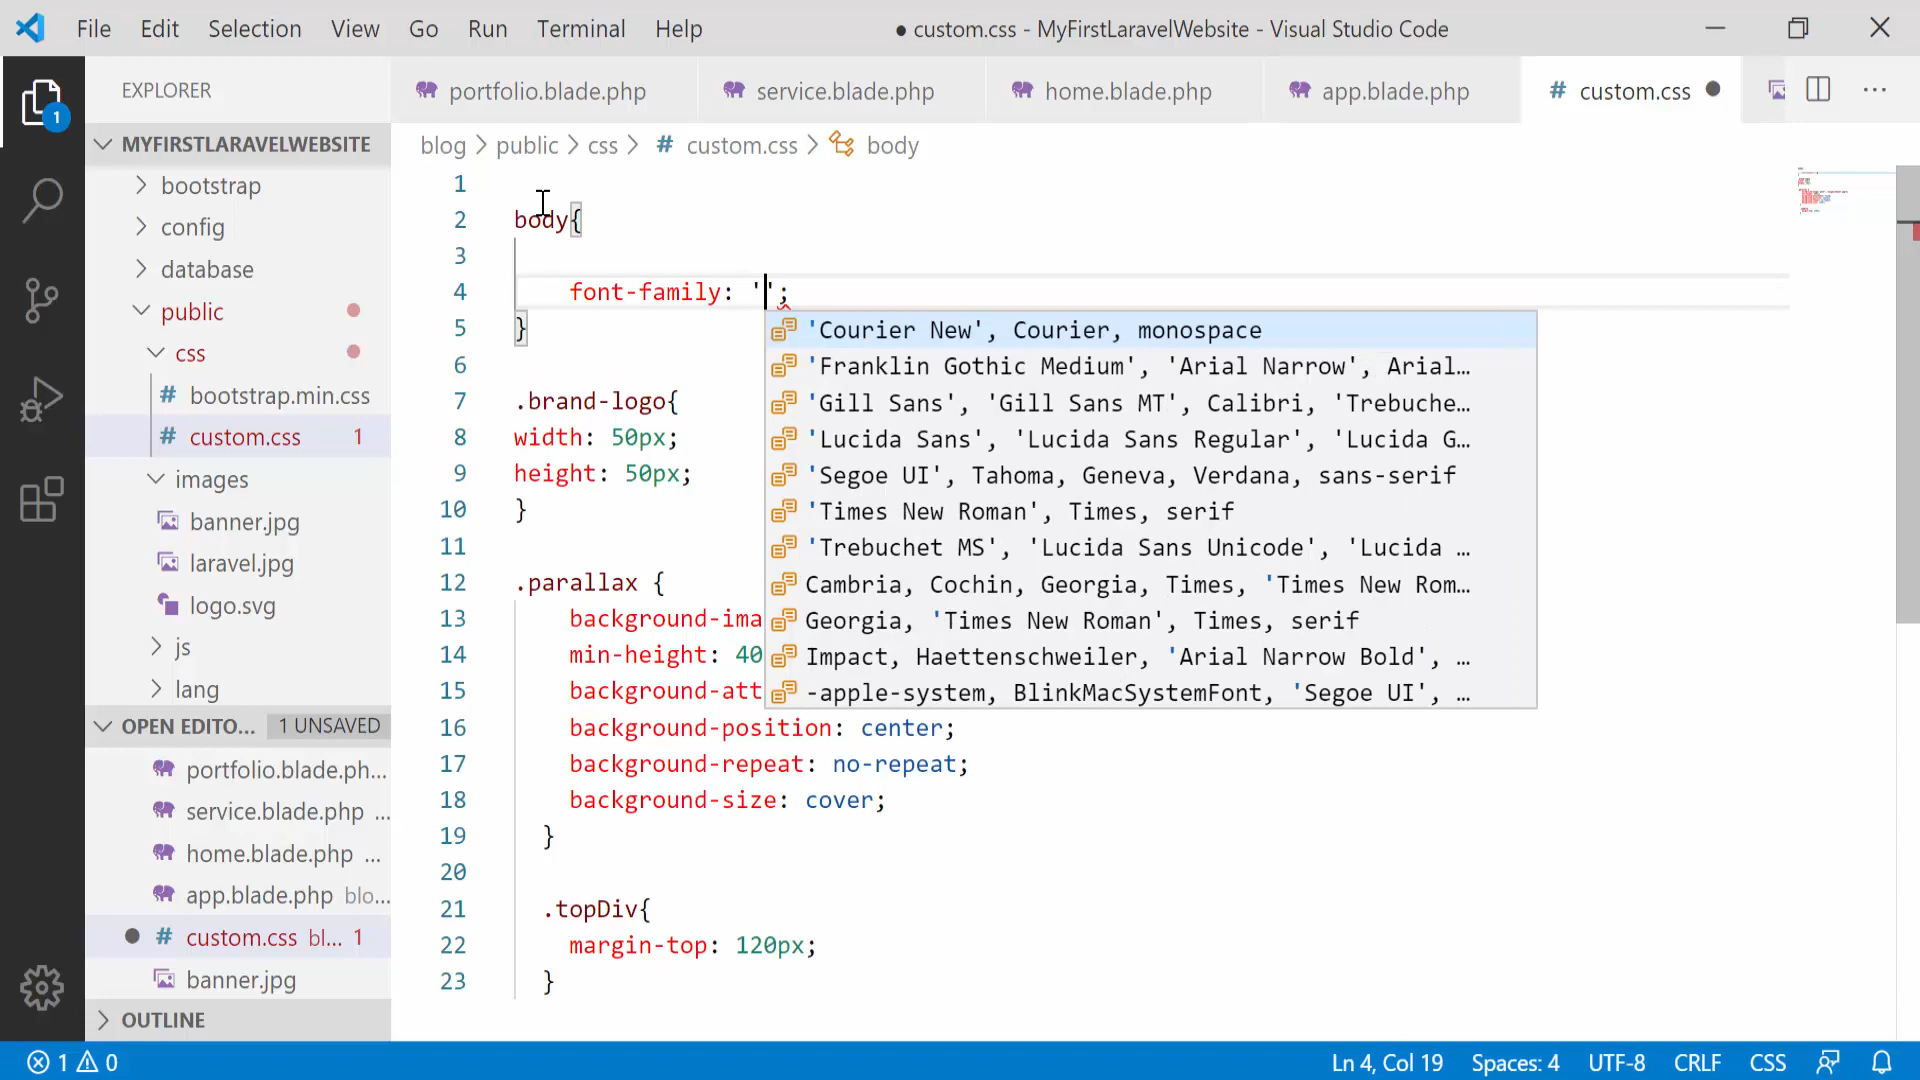 File Edit Selection View Go Run Terminal Help ● custom.css - MyFirstLaravelWebsite - Visual Studio Code
EXPLORER
portfolio.blade.php service.blade.php home.blade.php app.blade.php # custom.css ● ...
MYFIRSTLARAVELWEBSITE
blog > public > css > # custom.css > body
1
bootstrap
config
database
public
css
# bootstrap.min.css
# custom.css 1
images
banner.jpg
laravel.jpg
logo.svg
js
lang
OPEN EDITO... 1 UNSAVED
portfolio.blade.ph...
service.blade.php ...
home.blade.php ...
app.blade.php blo...
● # custom.css bl... 1
banner.jpg
OUTLINE
1
2 body{
3
4 font-family: '';
5 }
6
7 .brand-logo{
8 width: 50px;
9 height: 50px;
10 }
11
12 .parallax {
13 background-ima
14 min-height: 40
15 background-att
16 background-position: center;
17 background-repeat: no-repeat;
18 background-size: cover;
19 }
20
21 .topDiv{
22 margin-top: 120px;
23 }
'Courier New', Courier, monospace
'Franklin Gothic Medium', 'Arial Narrow', Arial...
'Gill Sans', 'Gill Sans MT', Calibri, 'Trebuche...
'Lucida Sans', 'Lucida Sans Regular', 'Lucida G...
'Segoe UI', Tahoma, Geneva, Verdana, sans-serif
'Times New Roman', Times, serif
'Trebuchet MS', 'Lucida Sans Unicode', 'Lucida ...
Cambria, Cochin, Georgia, Times, 'Times New Rom...
Georgia, 'Times New Roman', Times, serif
Impact, Haettenschweiler, 'Arial Narrow Bold', ...
-apple-system, BlinkMacSystemFont, 'Segoe UI', ...
1 0 Ln 4, Col 19 Spaces: 4 UTF-8 CRLF CSS